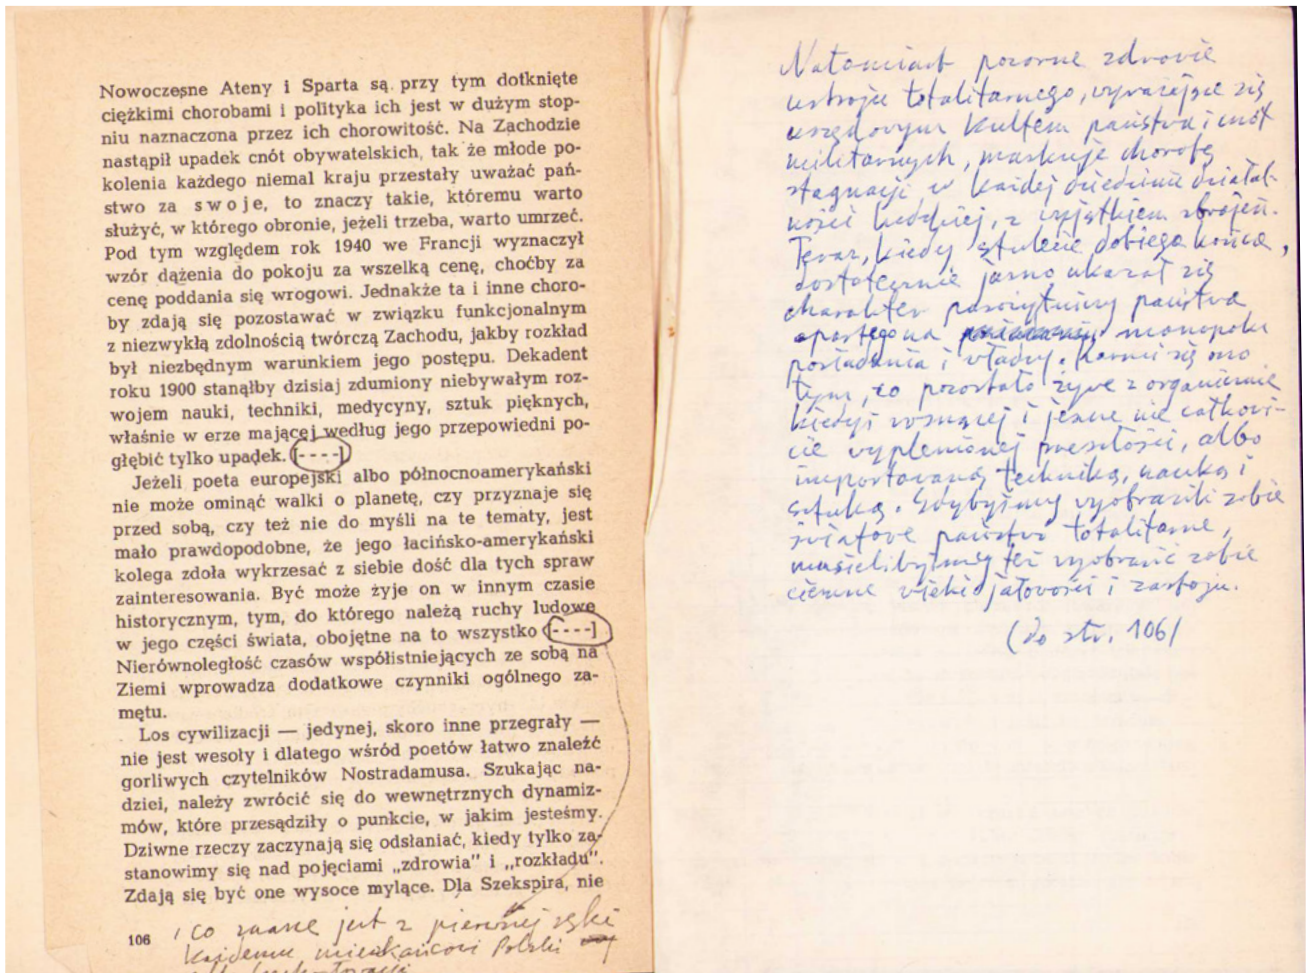 Nowoczesne Ateny i Sparta są przy tym dotknięte
ciężkimi chorobami i polityka ich jest w dużym stop-
niu naznaczona przez ich chorowitość. Na Zachodzie
nastąpił upadek cnót obywatelskich, tak że młode po-
kolenia każdego niemal kraju przestały uważać pań-
stwo za swoje, to znaczy takie, któremu warto
służyć, w którego obronie, jeżeli trzeba, warto umrzeć.
Pod tym względem rok 1940 we Francji wyznaczył
wzór dążenia do pokoju za wszelką cenę, choćby za
cenę poddania się wrogowi. Jednakże ta i inne choro-
by zdają się pozostawać w związku funkcjonalnym
z niezwykłą zdolnością twórczą Zachodu, jakby rozkład
był niezbędnym warunkiem jego postępu. Dekadent
roku 1900 stanąłby dzisiaj zdumiony niebywałym roz-
wojem nauki, techniki, medycyny, sztuk pięknych,
właśnie w erze mającej według jego przepowiedni po-
głębić tylko upadek. [----]
Jeżeli poeta europejski albo północnoamerykański
nie może ominąć walki o planetę, czy przyznaje się
przed sobą, czy też nie do myśli na te tematy, jest
mało prawdopodobne, że jego łacińsko-amerykański
kolega zdoła wykrzesać z siebie dość dla tych spraw
zainteresowania. Być może żyje on w innym czasie
historycznym, tym, do którego należą ruchy ludowe
w jego części świata, obojętne na to wszystko [----]
Nierównoległość czasów współistniejących ze sobą na
Ziemi wprowadza dodatkowe czynniki ogólnego za-
mętu.
Los cywilizacji — jedynej, skoro inne przegrały —
nie jest wesoły i dlatego wśród poetów łatwo znaleźć
gorliwych czytelników Nostradamusa. Szukając na-
dziei, należy zwrócić się do wewnętrznych dynamiz-
mów, które przesądziły o punkcie, w jakim jesteśmy.
Dziwne rzeczy zaczynają się odsłaniać, kiedy tylko za-
stanowimy się nad pojęciami „zdrowia" i „rozkładu".
Zdają się być one wysoce mylące. Dla Szekspira, nie
106
, co znane jest z pierwszej ręki
każdemu mieszkańcowi Polski
Natomiast pozorne zdrowie
ustroju totalitarnego, wyrażające się
urzędowym kultem państwa i cnót
militarnych, maskuje chorobę
stagnacji w każdej dziedzinie działal-
ności ludzkiej, z wyjątkiem zbrojeń.
Teraz, kiedy stulecie dobiega końca,
dostatecznie jasno ukazał się
charakter pasożytniczy państwa
opartego na monopolu
posiadania i władzy. Karmi się ono
tym, co pozostało żywe z organicznie
kiedyś rosnącej i jeszcze nie całkowi-
cie wyplenionej przeszłości, albo
importowaną techniką, nauką i
sztuką. Gdybyśmy wyobrazili sobie
światowe państwo totalitarne,
musielibyśmy też wyobrazić sobie
ciemne wieki jałowości i zastoju.
(do str. 106)